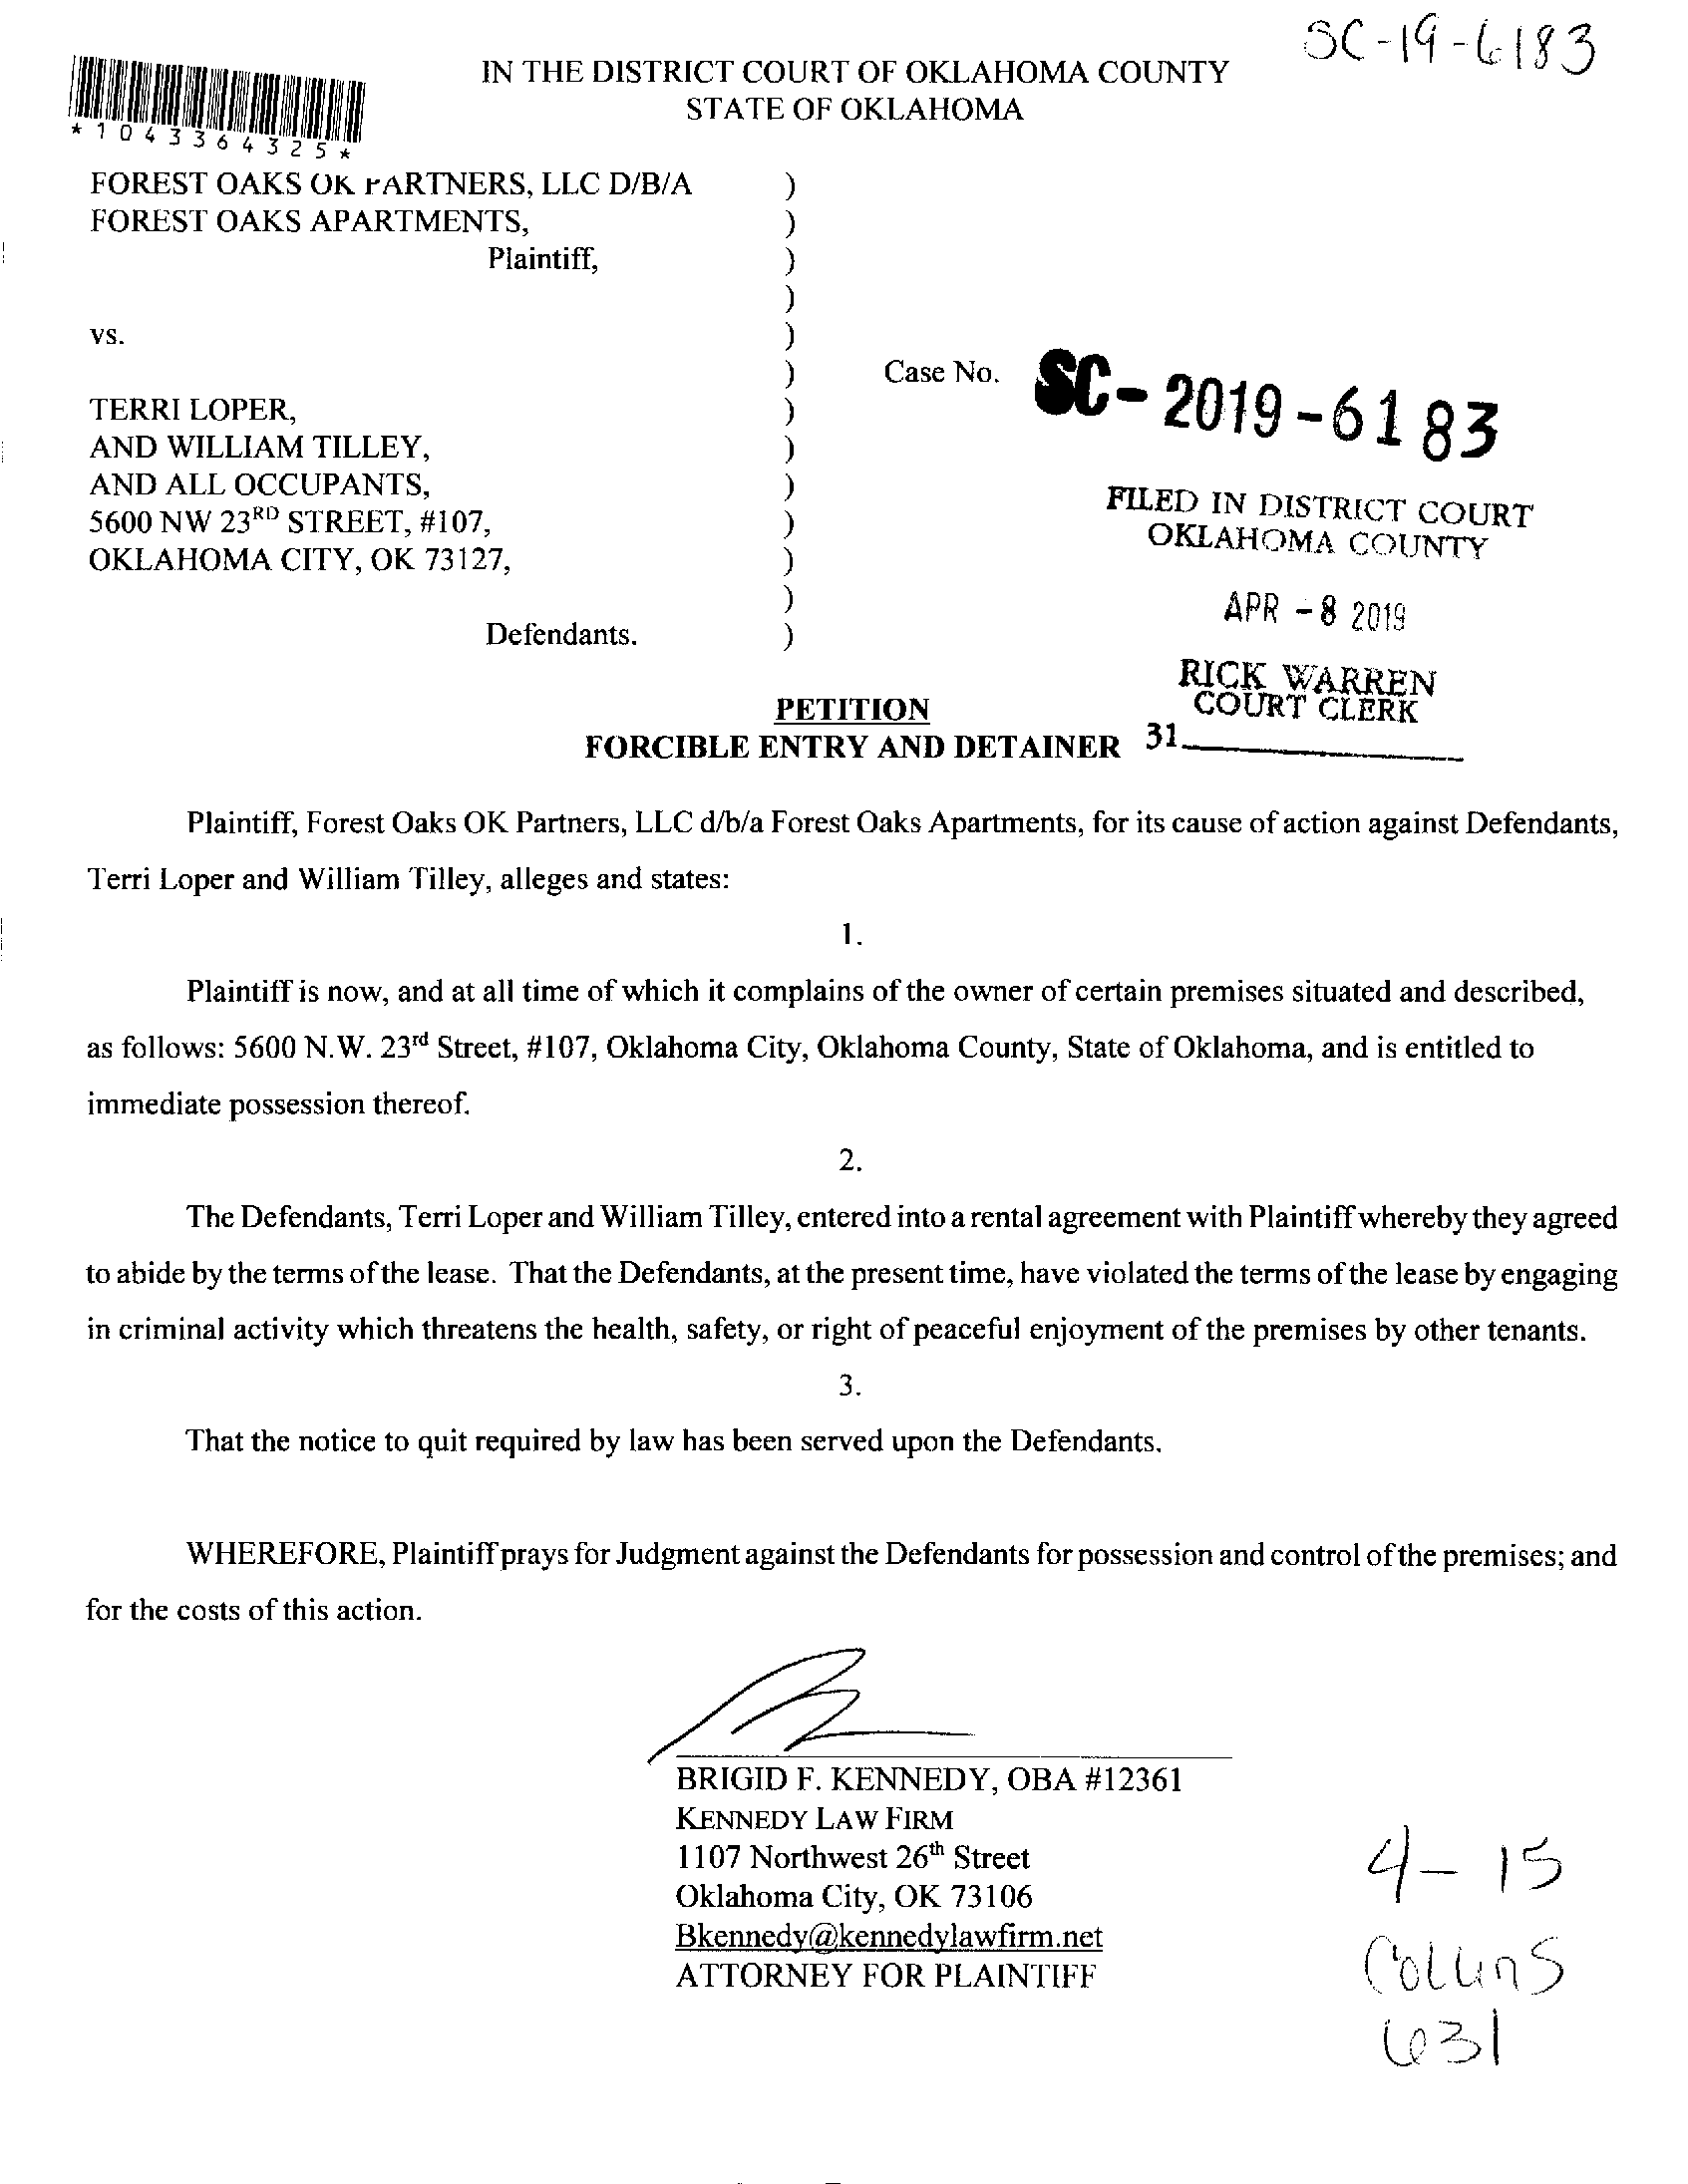 SC-19-6183
IN THE DISTRICT COURT OF OKLAHOMA COUNTY
STATE OF OKLAHOMA
*1043364325*
FOREST OAKS OK PARTNERS, LLC D/B/A )
FOREST OAKS APARTMENTS, )
Plaintiff, )
)
vs. )
) Case No. SC-2019-6183
TERRI LOPER, )
AND WILLIAM TILLEY, )
AND ALL OCCUPANTS, )
5600 NW 23RD STREET, #107, )
OKLAHOMA CITY, OK 73127, )
)
Defendants. )
FILED IN DISTRICT COURT
OKLAHOMA COUNTY
APR -8 2019
RICK WARREN
COURT CLERK
31
PETITION
FORCIBLE ENTRY AND DETAINER
Plaintiff, Forest Oaks OK Partners, LLC d/b/a Forest Oaks Apartments, for its cause of action against Defendants,
Terri Loper and William Tilley, alleges and states:
1.
Plaintiff is now, and at all time of which it complains of the owner of certain premises situated and described,
as follows: 5600 N.W. 23rd Street, #107, Oklahoma City, Oklahoma County, State of Oklahoma, and is entitled to
immediate possession thereof.
2.
The Defendants, Terri Loper and William Tilley, entered into a rental agreement with Plaintiff whereby they agreed
to abide by the terms of the lease. That the Defendants, at the present time, have violated the terms of the lease by engaging
in criminal activity which threatens the health, safety, or right of peaceful enjoyment of the premises by other tenants.
3.
That the notice to quit required by law has been served upon the Defendants.
WHEREFORE, Plaintiff prays for Judgment against the Defendants for possession and control of the premises; and
for the costs of this action.
BRIGID F. KENNEDY, OBA #12361
KENNEDY LAW FIRM
1107 Northwest 26th Street
Oklahoma City, OK 73106
Bkennedy@kennedylawfirm.net
ATTORNEY FOR PLAINTIFF
4-15
Collins
631